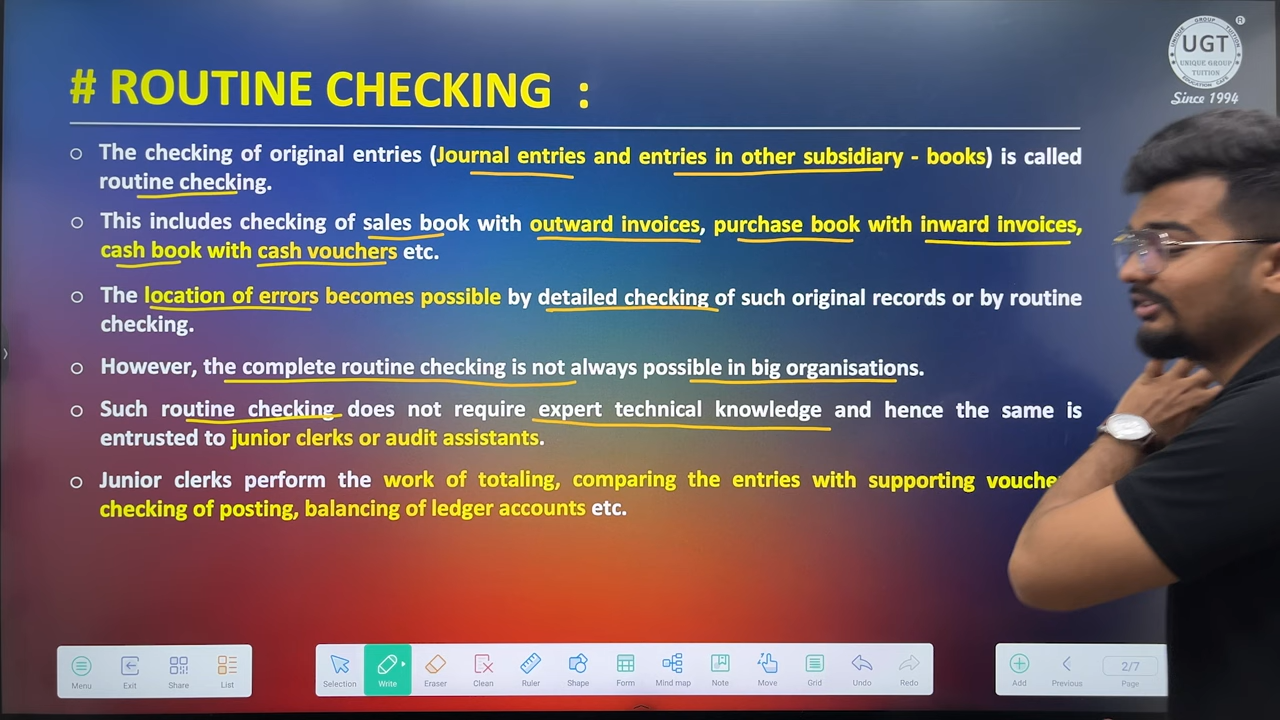 UGT
UNIQUE GROUP
TUITION
Since 1994
# ROUTINE CHECKING :
The checking of original entries (Journal entries and entries in other subsidiary - books) is called
routine checking.
This includes checking of sales book with outward invoices, purchase book with inward invoices,
cash book with cash vouchers etc.
The location of errors becomes possible by detailed checking of such original records or by routine
checking.
However, the complete routine checking is not always possible in big organisations.
Such routine checking does not require expert technical knowledge and hence the same is
entrusted to junior clerks or audit assistants.
Junior clerks perform the work of totaling, comparing the entries with supporting
checking of posting, balancing of ledger accounts etc.
Menu Exit Share List Selection Write Eraser Clean Ruler Shape Form Mind map Note Move Grid Undo Redo Add Previous 2/7 Page